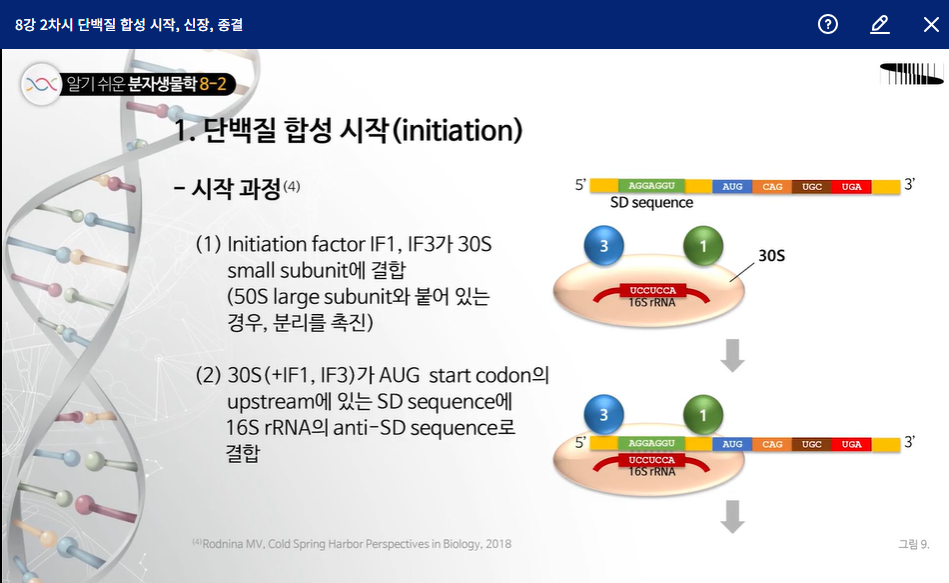 8강 2차시 단백질 합성 시작, 신장, 종결
알기 쉬운 분자생물학 8-2
1. 단백질 합성 시작(initiation)
- 시작 과정(4)
(1) Initiation factor IF1, IF3가 30S
small subunit에 결합
(50S large subunit와 붙어 있는
경우, 분리를 촉진)
(2) 30S(+IF1, IF3)가 AUG start codon의
upstream에 있는 SD sequence에
16S rRNA의 anti-SD sequence로
결합
5' AGGAGGU AUG CAG UGC UGA 3'
SD sequence
3 1
30S
UCCUCCA
16S rRNA
3 1
5' AGGAGGU AUG CAG UGC UGA 3'
UCCUCCA
16S rRNA
(4)Rodnina MV, Cold Spring Harbor Perspectives in Biology, 2018
그림 9.